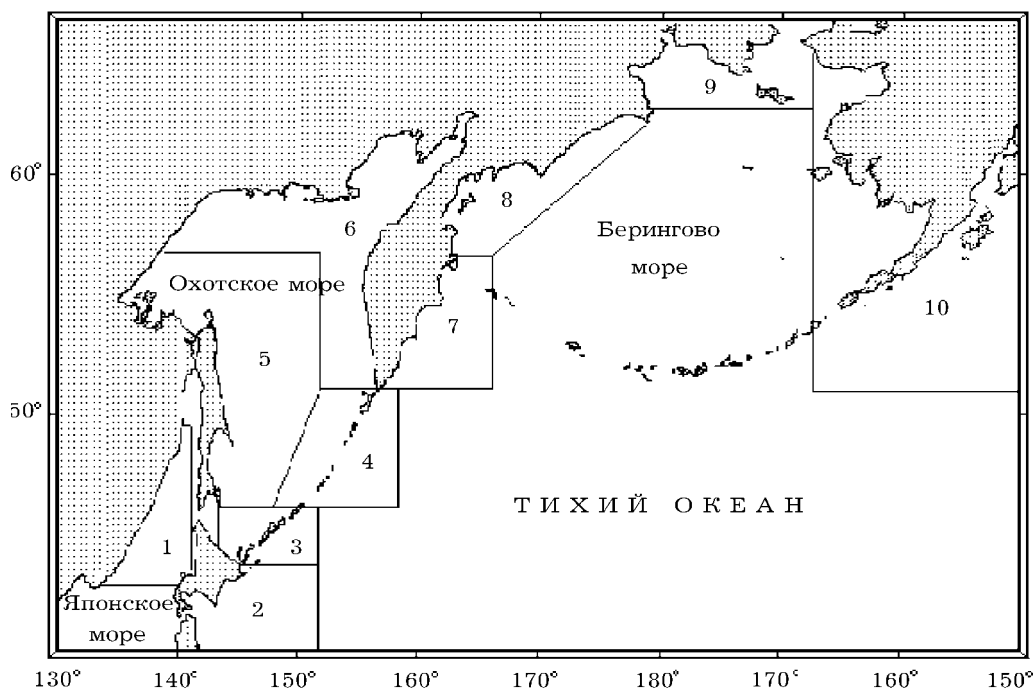 9
60°
8
6
Берингово
море
Охотское море
7
10
5
50°
4
ТИХИЙ ОКЕАН
1
3
Японское
море
2
130° 140° 150° 160° 170° 180° 170° 160° 150°